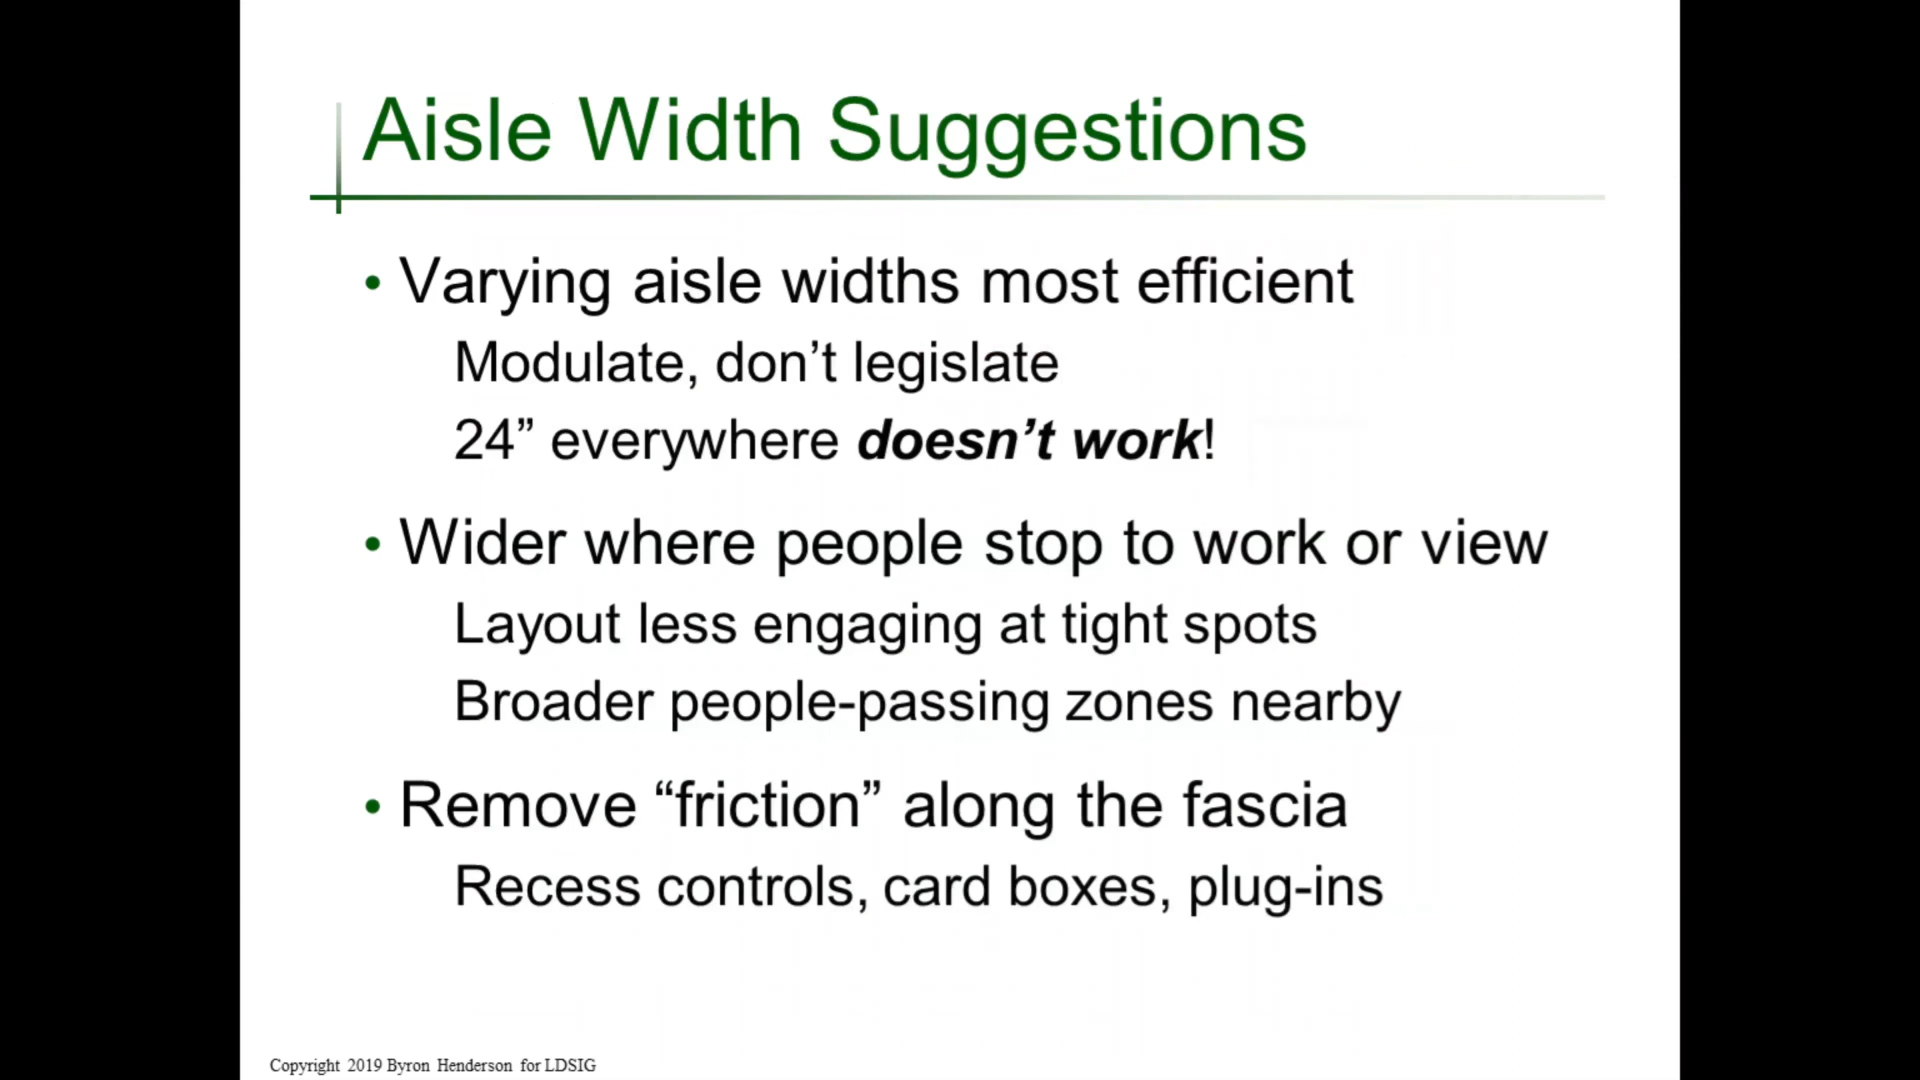 Aisle Width Suggestions
• Varying aisle widths most efficient
Modulate, don’t legislate
24” everywhere doesn’t work!
• Wider where people stop to work or view
Layout less engaging at tight spots
Broader people-passing zones nearby
• Remove “friction” along the fascia
Recess controls, card boxes, plug-ins
Copyright 2019 Byron Henderson for LDSIG